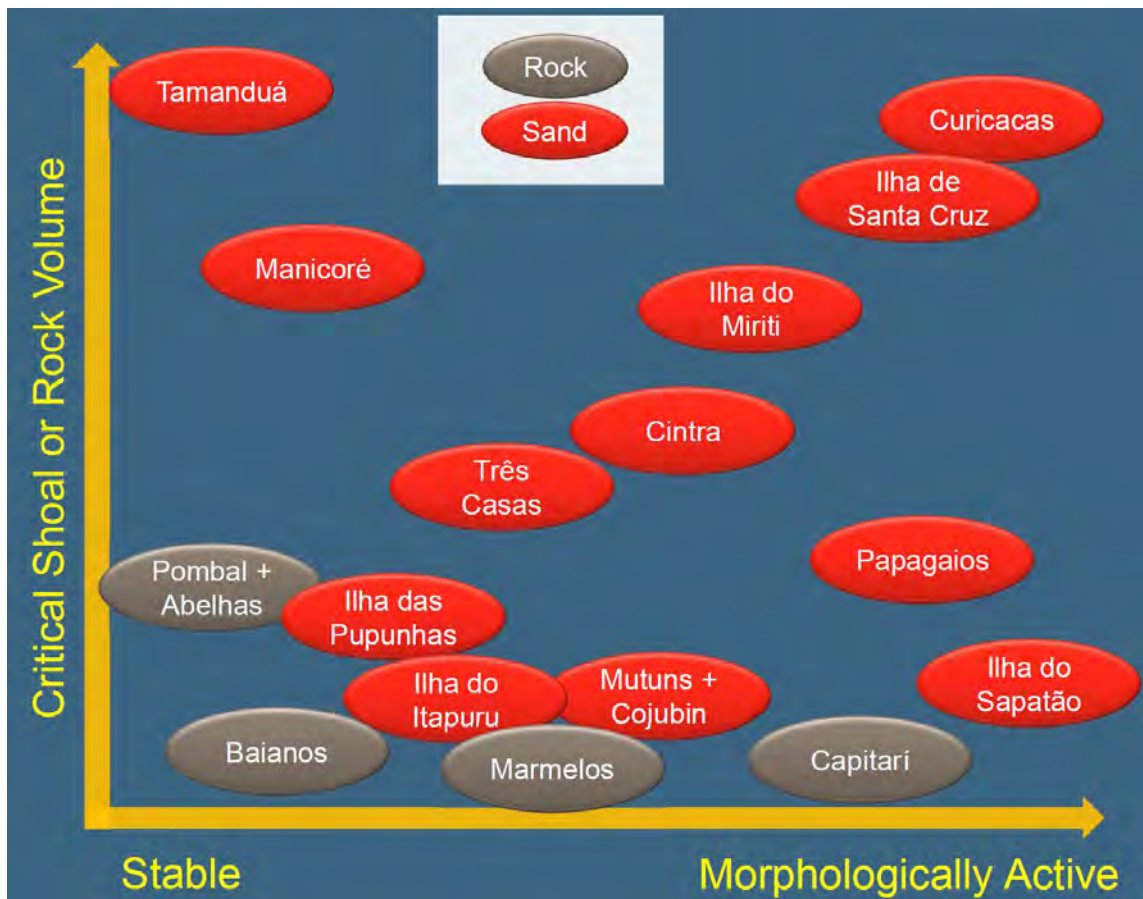 Critical Shoal or Rock Volume
Tamanduá
Rock
Sand
Curicacas
Ilha de
Santa Cruz
Manicoré
Ilha do
Miriti
Cintra
Três
Casas
Papagaios
Pombal +
Abelhas
Ilha das
Pupunhas
Ilha do
Itapuru
Mutuns +
Cojubin
Ilha do
Sapatão
Baianos
Marmelos
Capitarí
Stable
Morphologically Active